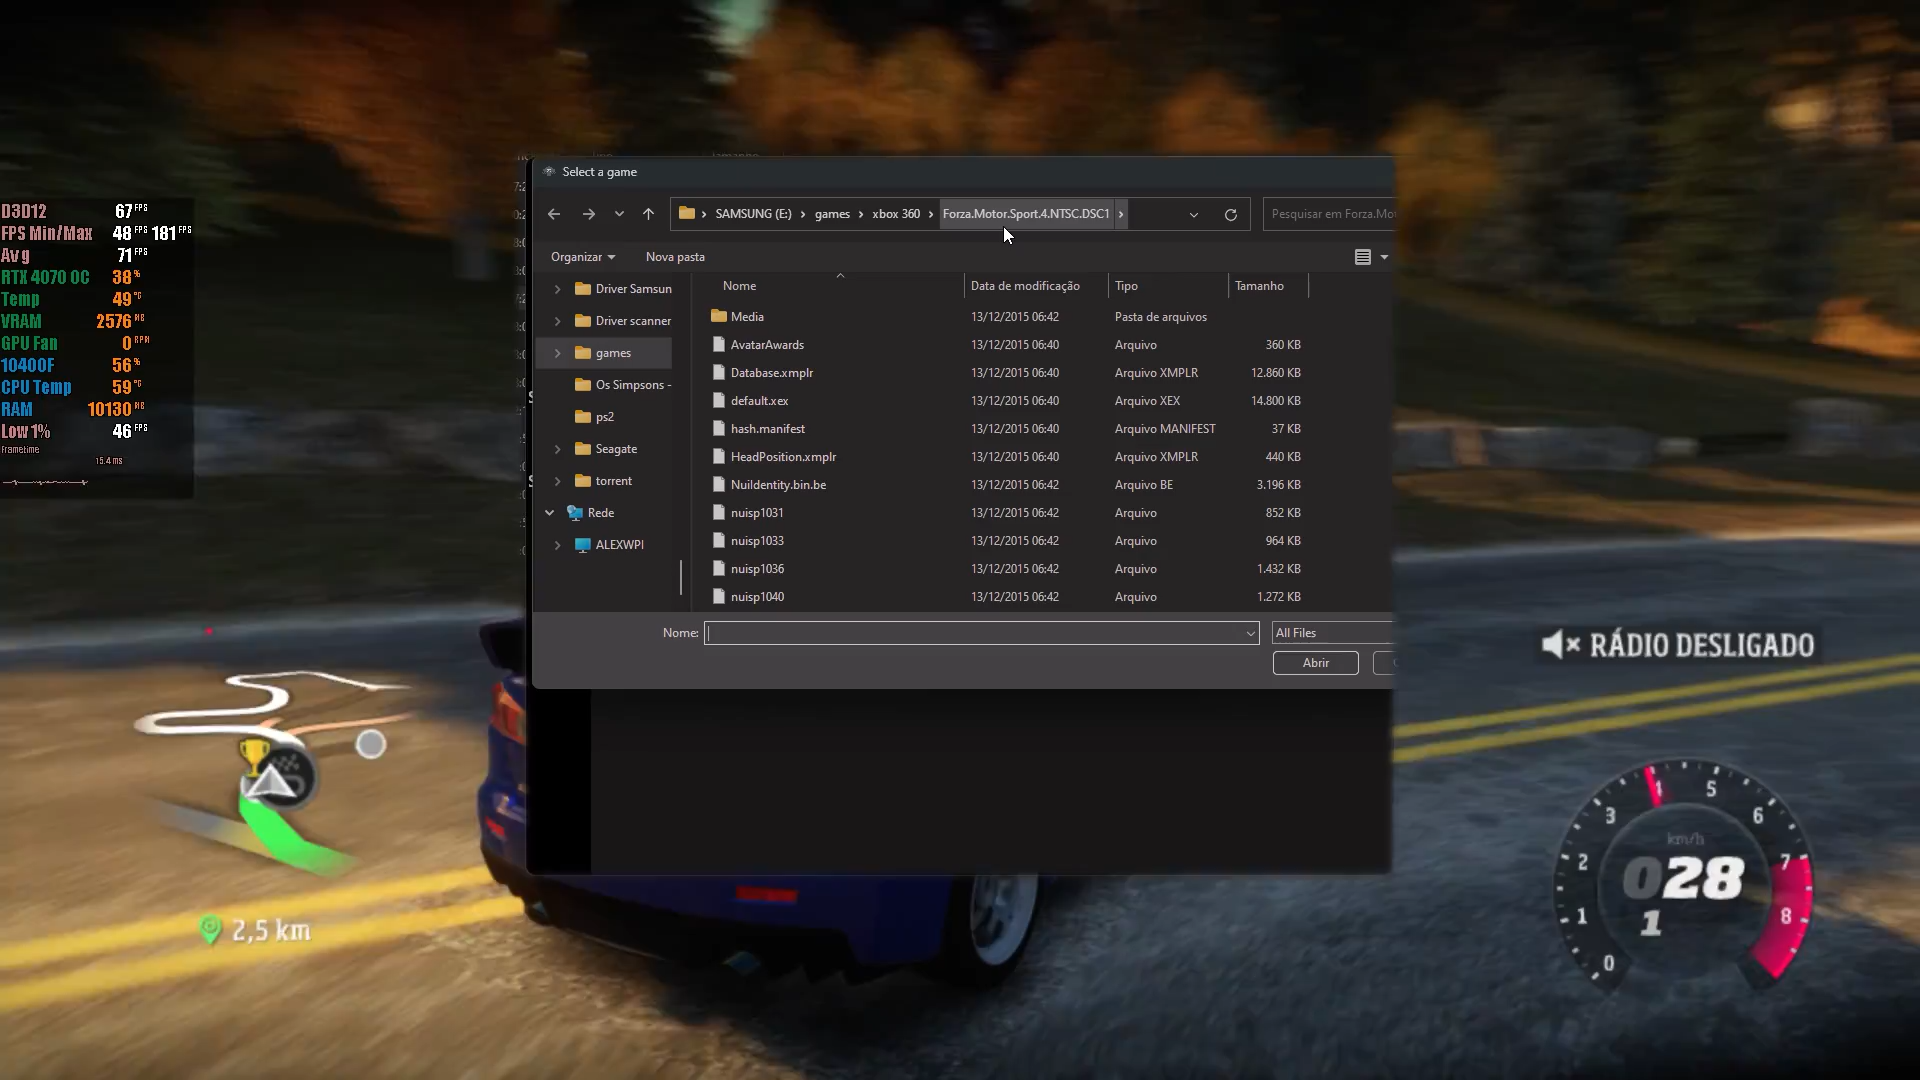 Select a game
SAMSUNG (E:) > games > xbox 360 > Forza.Motor.Sport.4.NTSC.DSC1 >
Pesquisar em Forza.Mo
Organizar
Nova pasta
Nome Data de modificação Tipo Tamanho
Driver Samsun
Driver scanner
games
Os Simpsons -
ps2
Seagate
torrent
Rede
ALEXWPI
Media 13/12/2015 06:42 Pasta de arquivos
AvatarAwards 13/12/2015 06:40 Arquivo 360 KB
Database.xmplr 13/12/2015 06:40 Arquivo XMPLR 12.860 KB
default.xex 13/12/2015 06:40 Arquivo XEX 14.800 KB
hash.manifest 13/12/2015 06:40 Arquivo MANIFEST 37 KB
HeadPosition.xmplr 13/12/2015 06:40 Arquivo XMPLR 440 KB
NuiIdentity.bin.be 13/12/2015 06:42 Arquivo BE 3.196 KB
nuisp1031 13/12/2015 06:42 Arquivo 852 KB
nuisp1033 13/12/2015 06:42 Arquivo 964 KB
nuisp1036 13/12/2015 06:42 Arquivo 1.432 KB
nuisp1040 13/12/2015 06:42 Arquivo 1.272 KB
Nome:
All Files
Abrir
D3D12 67 FPS
FPS Min/Max 48 FPS 181 FPS
Avg 71 FPS
RTX 4070 OC 38 %
Temp 49 °C
VRAM 2576 MB
GPU Fan 0 RPM
10400F 56 %
CPU Temp 59 °C
RAM 10130 MB
Low 1% 46 FPS
Frametime
15.4 ms
RÁDIO DESLIGADO
2,5 km
0 1 2 3 4 5 6 7 8
km/h
028
1